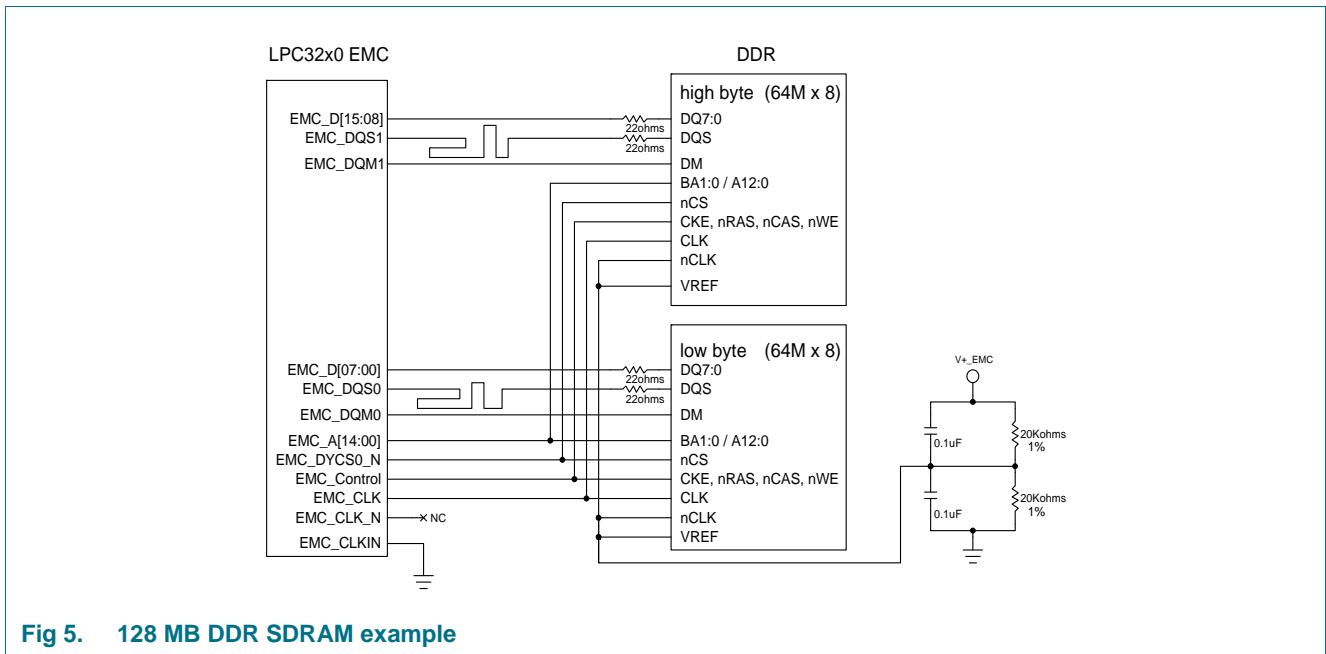 LPC32x0 EMC
EMC_D[15:08]
EMC_DQS1
EMC_DQM1
EMC_D[07:00]
EMC_DQS0
EMC_DQM0
EMC_A[14:00]
EMC_DYCS0_N
EMC_Control
EMC_CLK
EMC_CLK_N
NC
EMC_CLKIN
22ohms
22ohms
22ohms
22ohms
DDR
high byte (64M x 8)
DQ7:0
DQS
DM
BA1:0 / A12:0
nCS
CKE, nRAS, nCAS, nWE
CLK
nCLK
VREF
low byte (64M x 8)
DQ7:0
DQS
DM
BA1:0 / A12:0
nCS
CKE, nRAS, nCAS, nWE
CLK
nCLK
VREF
V+_EMC
0.1uF
20Kohms
1%
0.1uF
20Kohms
1%
Fig 5. 128 MB DDR SDRAM example